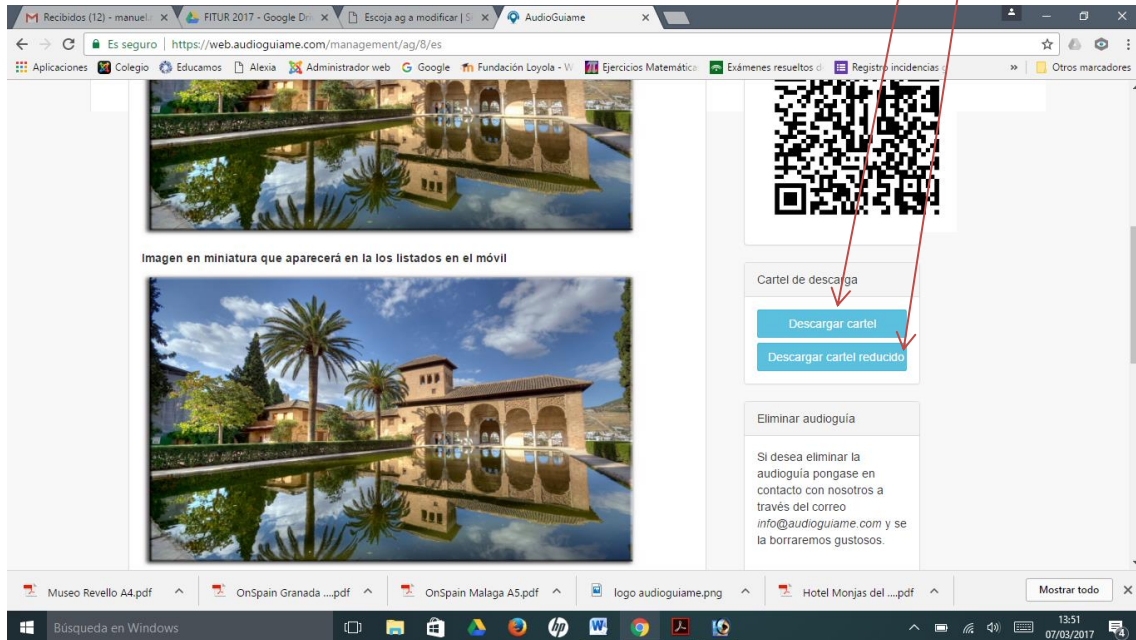 Recibidos (12) - manuel.
FITUR 2017 - Google Dri
Escoja ag a modificar | Si
AudioGuiame
Es seguro | https://web.audioguiame.com/management/ag/8/es
Aplicaciones Colegio Educamos Alexia Administrador web Google Fundación Loyola - W Ejercicios Matemática Exámenes resueltos d Registro incidencias a » Otros marcadores
Imagen en miniatura que aparecerá en la los listados en el móvil
Cartel de descarga
Descargar cartel
Descargar cartel reducido
Eliminar audioguía
Si desea eliminar la
audioguía pongase en
contacto con nosotros a
través del correo
info@audioguiame.com y se
la borraremos gustosos.
Museo Revello A4.pdf
OnSpain Granada ....pdf
OnSpain Malaga A5.pdf
logo audioguiame.png
Hotel Monjas del ....pdf
Mostrar todo
Búsqueda en Windows
13:51
07/03/2017